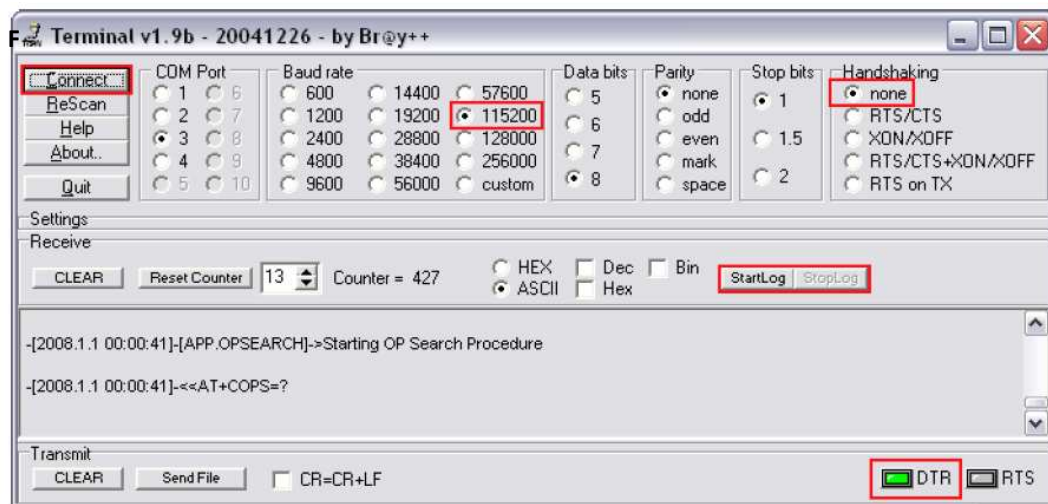 F
Terminal v1.9b - 20041226 - by Br@y++
Connect
ReScan
Help
About..
Quit
COM Port
1 6
2 7
3 8
4 9
5 10
Baud rate
600 14400 57600
1200 19200 115200
2400 28800 128000
4800 38400 256000
9600 56000 custom
Data bits
5
6
7
8
Parity
none
odd
even
mark
space
Stop bits
1
1.5
2
Handshaking
none
RTS/CTS
XON/XOFF
RTS/CTS+XON/XOFF
RTS on TX
Settings
Receive
CLEAR Reset Counter 13 Counter = 427 HEX Dec Bin StartLog StopLog
ASCII Hex
-[2008.1.1 00:00:41]-[APP.OPSEARCH]->Starting OP Search Procedure
-[2008.1.1 00:00:41]-<<AT+COPS=?
Transmit
CLEAR Send File CR=CR+LF DTR RTS